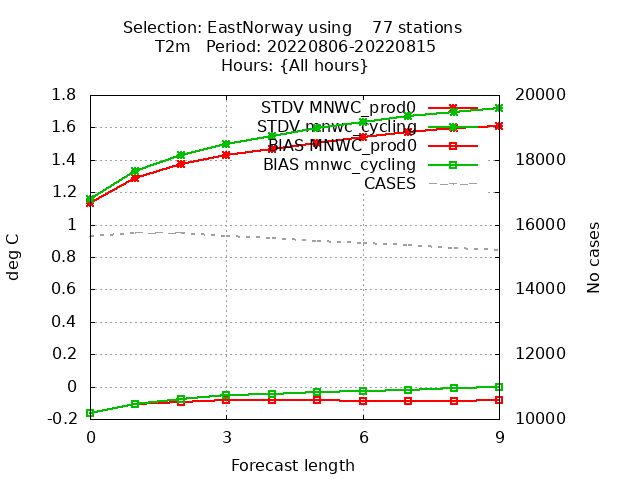 Selection: EastNorway using    77 stations
T2m   Period: 20220806-20220815
Hours: {All hours}
STDV MNWC_prod0
STDV mnwc_cycling
BIAS MNWC_prod0
BIAS mnwc_cycling
CASES
1.8
1.6
1.4
1.2
1
0.8
0.6
0.4
0.2
0
-0.2
deg C
20000
18000
16000
14000
12000
10000
No cases
0
3
6
9
Forecast length